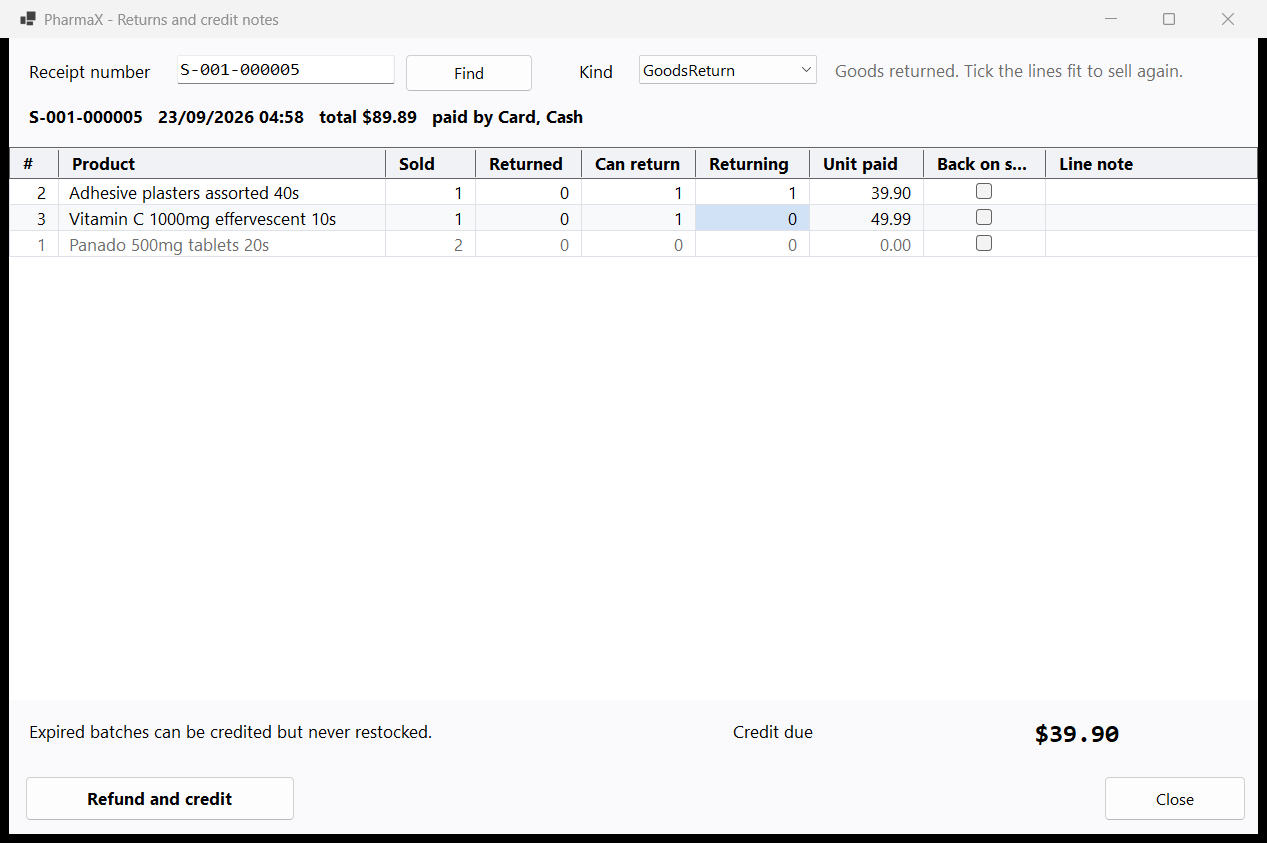 PharmaX - Returns and credit notes
Receipt number S-001-000005 Find Kind GoodsReturn Goods returned. Tick the lines fit to sell again.
S-001-000005 23/09/2026 04:58 total $89.89 paid by Card, Cash
# Product Sold Returned Can return Returning Unit paid Back on s... Line note
2 Adhesive plasters assorted 40s 1 0 1 1 39.90
3 Vitamin C 1000mg effervescent 10s 1 0 1 0 49.99
1 Panado 500mg tablets 20s 2 0 0 0 0.00
Expired batches can be credited but never restocked. Credit due $39.90
Refund and credit Close